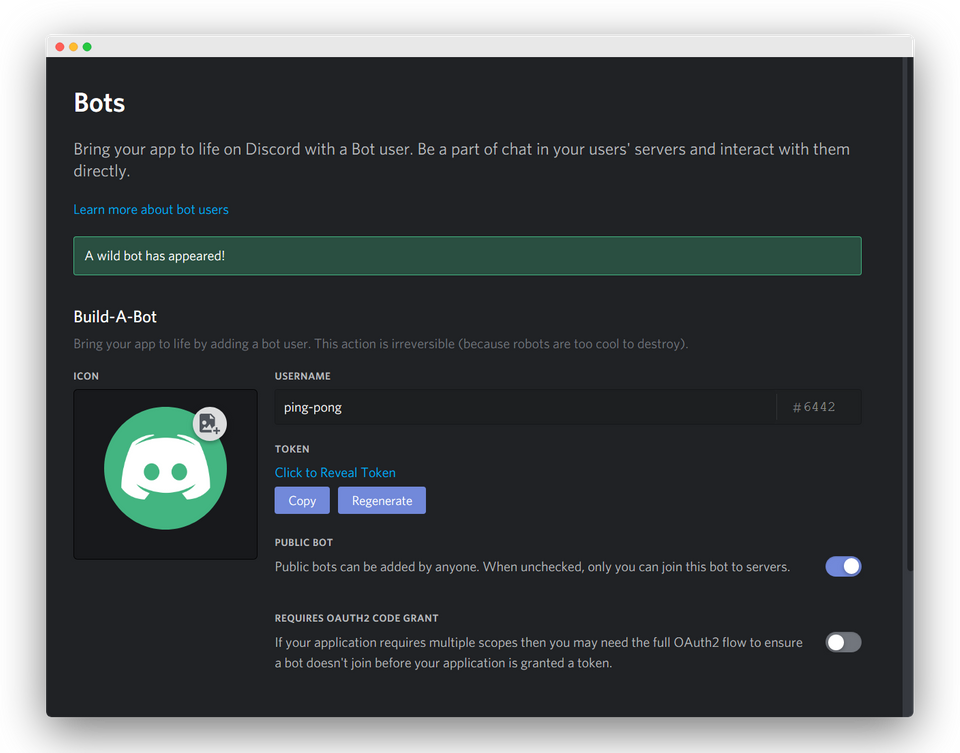 Bots
Bring your app to life on Discord with a Bot user. Be a part of chat in your users' servers and interact with them
directly.
Learn more about bot users
A wild bot has appeared!
Build-A-Bot
Bring your app to life by adding a bot user. This action is irreversible (because robots are too cool to destroy).
ICON
USERNAME
ping-pong
#6442
TOKEN
Click to Reveal Token
Copy
Regenerate
PUBLIC BOT
Public bots can be added by anyone. When unchecked, only you can join this bot to servers.
REQUIRES OAUTH2 CODE GRANT
If your application requires multiple scopes then you may need the full OAuth2 flow to ensure
a bot doesn't join before your application is granted a token.